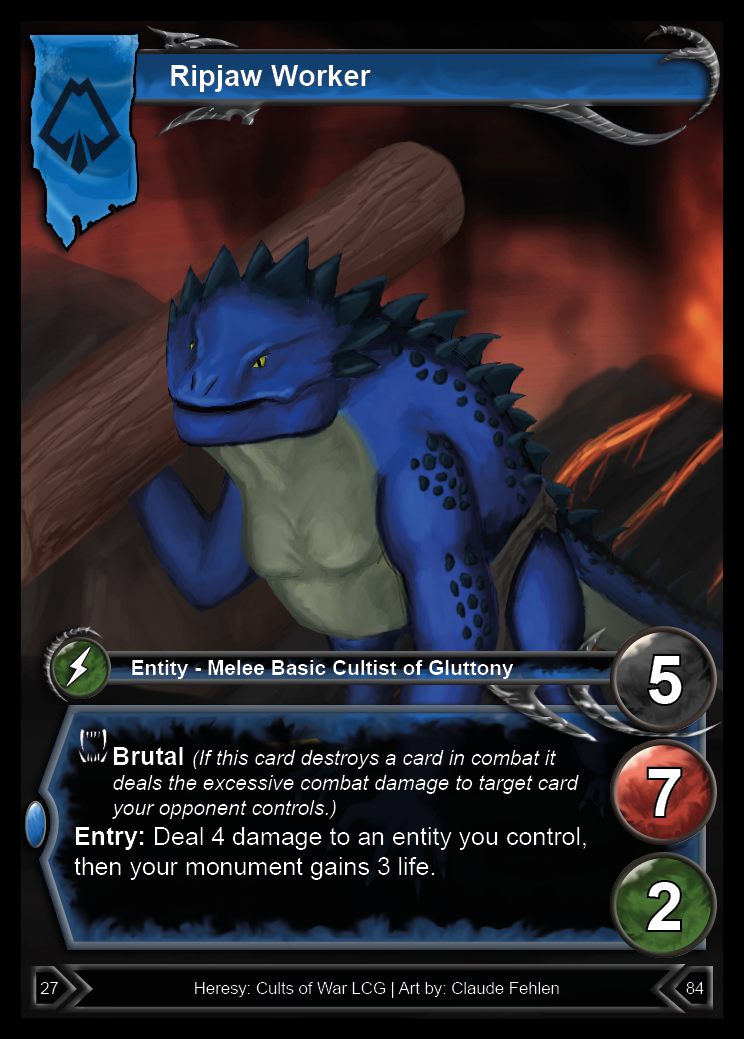 Ripjaw Worker
Entity - Melee Basic Cultist of Gluttony
5
Brutal (If this card destroys a card in combat it
deals the excessive combat damage to target card
your opponent controls.)
7
Entry: Deal 4 damage to an entity you control,
then your monument gains 3 life.
2
27
Heresy: Cults of War LCG | Art by: Claude Fehlen
84